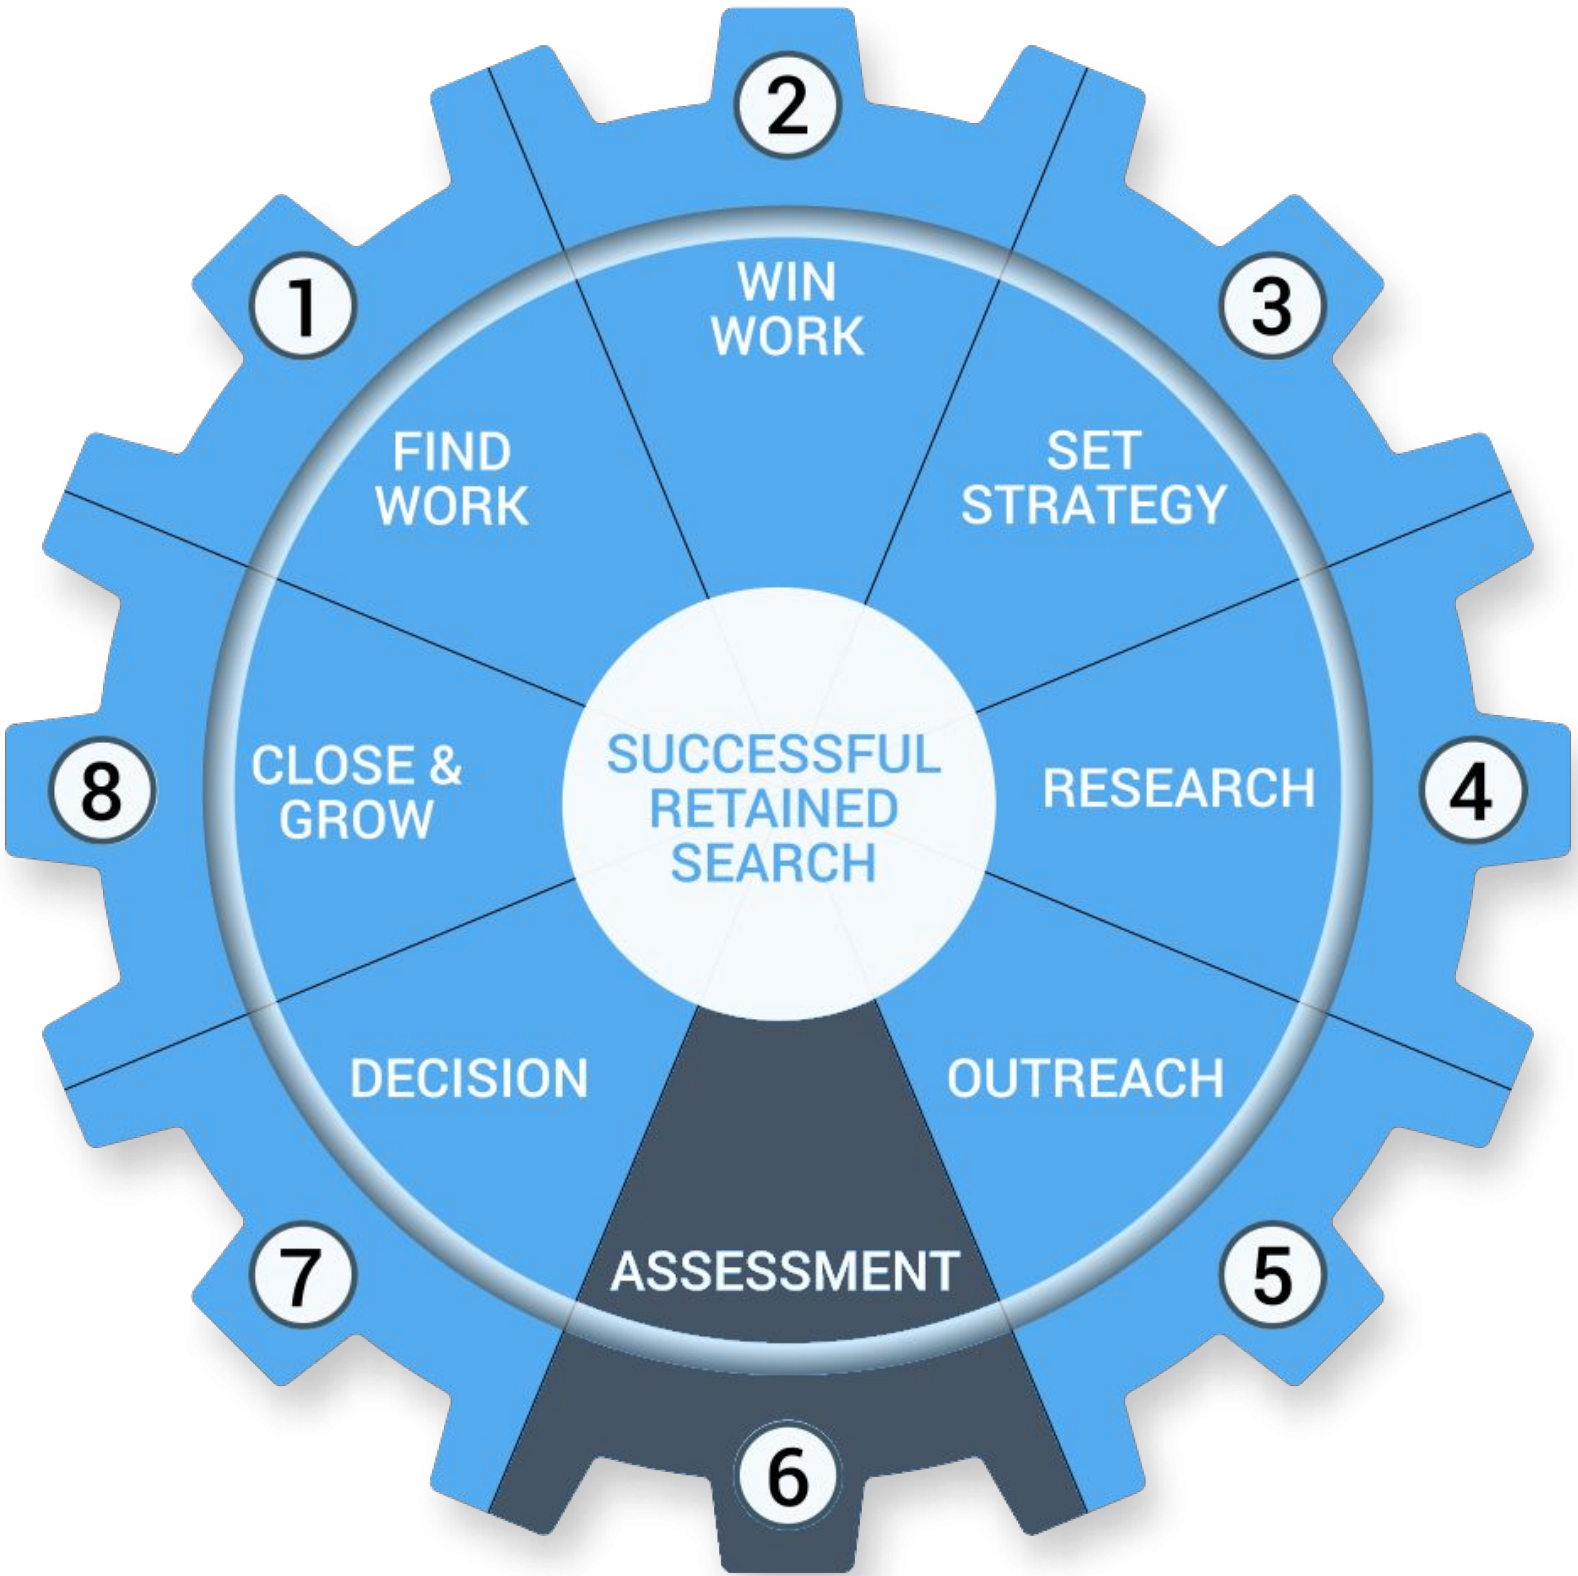 1
FIND
WORK
2
WIN
WORK
3
SET
STRATEGY
4
RESEARCH
5
OUTREACH
6
ASSESSMENT
7
DECISION
8
CLOSE &
GROW
SUCCESSFUL
RETAINED
SEARCH